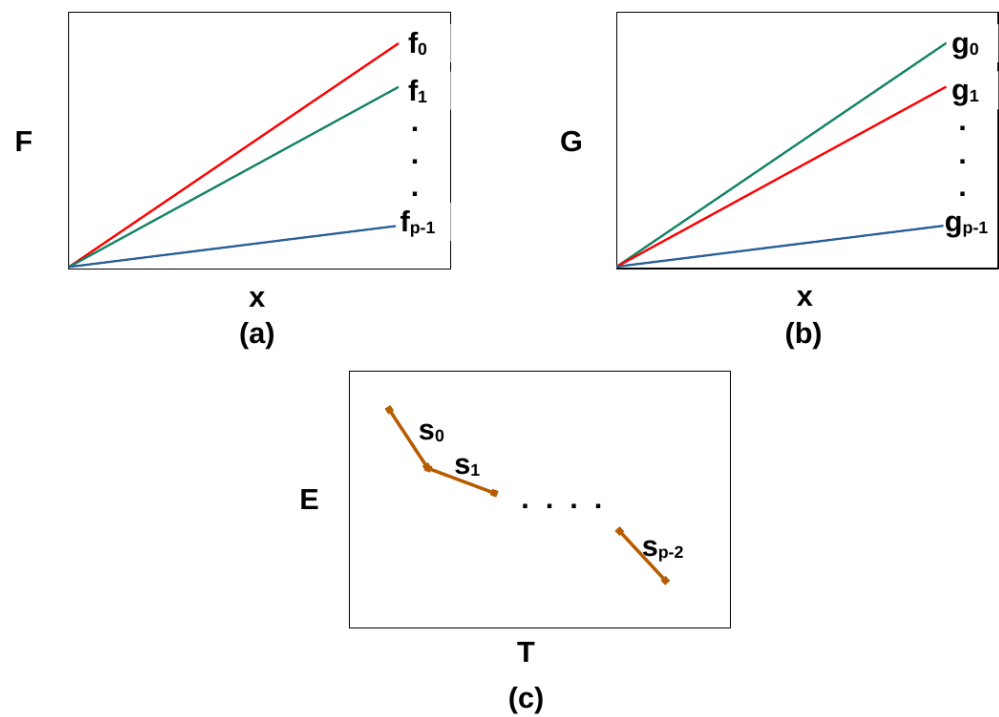 F
f0
f1
.
.
.
fp-1
x
(a)
G
g0
g1
.
.
.
gp-1
x
(b)
E
s0
s1
. . . .
sp-2
T
(c)